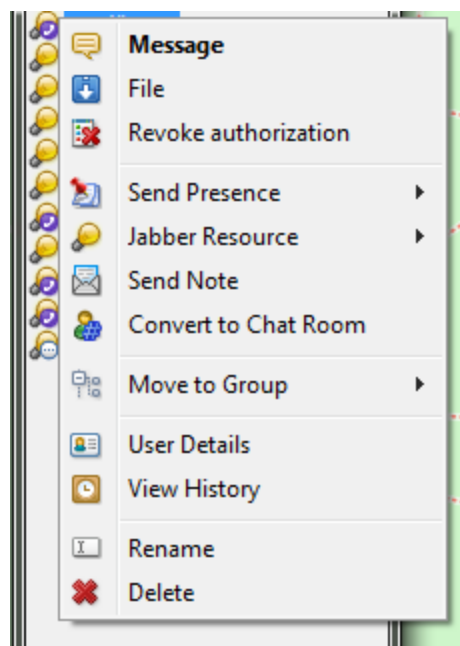 Message
File
Revoke authorization
Send Presence
Jabber Resource
Send Note
Convert to Chat Room
Move to Group
User Details
View History
Rename
Delete